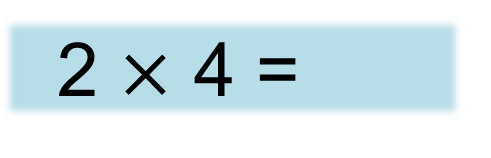 2 × 4 =